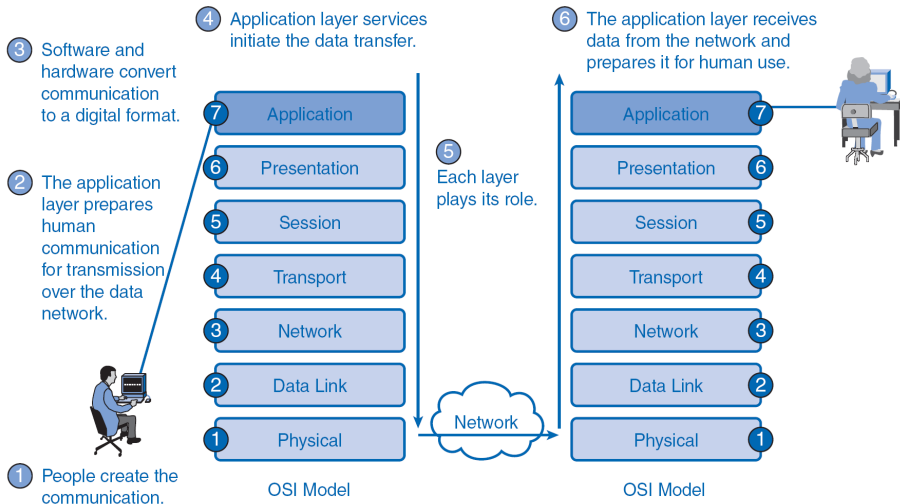 4 Application layer services
initiate the data transfer.
6 The application layer receives
data from the network and
prepares it for human use.
3 Software and
hardware convert
communication
to a digital format.
2 The application
layer prepares
human
communication
for transmission
over the data
network.
1 People create the
communication.
7 Application
6 Presentation
5 Session
4 Transport
3 Network
2 Data Link
1 Physical
OSI Model
5
Each layer
plays its role.
Network
Application 7
Presentation 6
Session 5
Transport 4
Network 3
Data Link 2
Physical 1
OSI Model